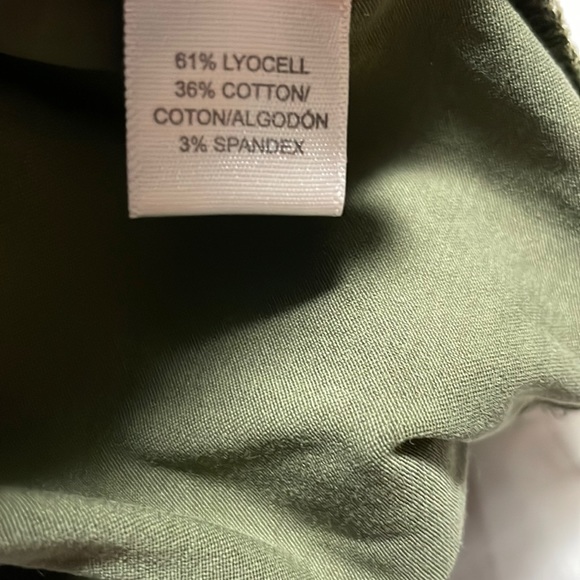 61% LYOCELL
36% COTTON/
COTON/ALGODÓN
3% SPANDEX